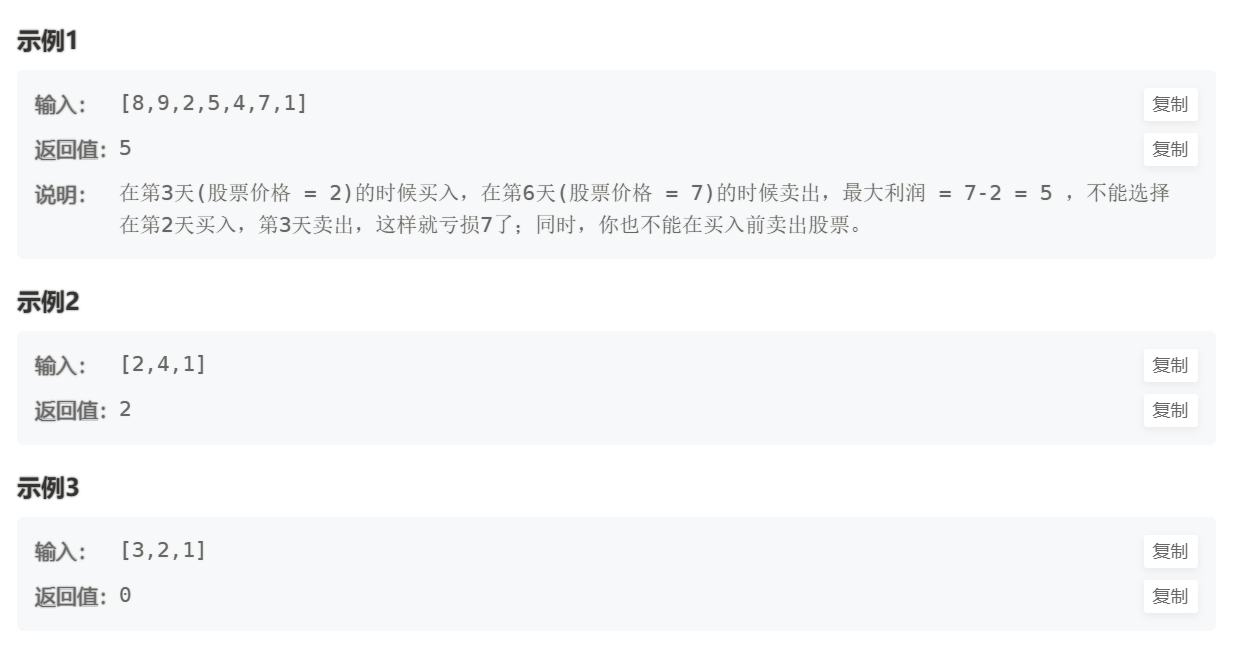 示例1
输入： [8,9,2,5,4,7,1] 复制
返回值：5 复制
说明： 在第3天(股票价格 = 2)的时候买入，在第6天(股票价格 = 7)的时候卖出，最大利润 = 7-2 = 5 ，不能选择
在第2天买入，第3天卖出，这样就亏损7了；同时，你也不能在买入前卖出股票。
示例2
输入： [2,4,1] 复制
返回值：2 复制
示例3
输入： [3,2,1] 复制
返回值：0 复制